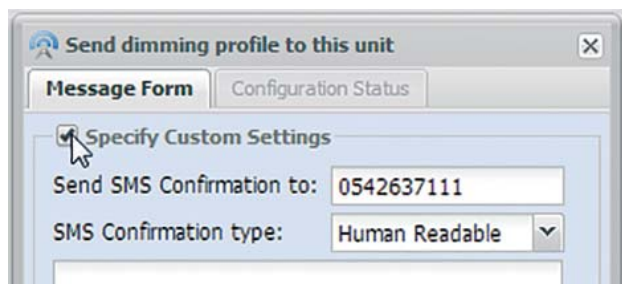 Send dimming profile to this unit
Message Form Configuration Status
Specify Custom Settings
Send SMS Confirmation to: 0542637111
SMS Confirmation type: Human Readable